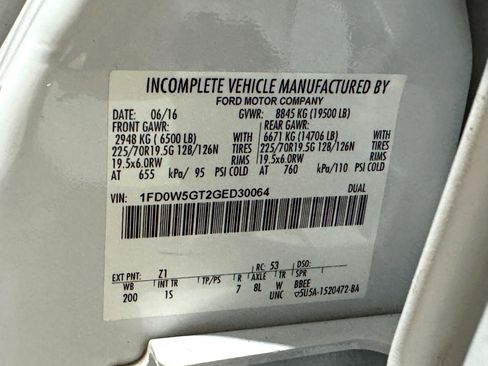 INCOMPLETE VEHICLE MANUFACTURED BY
FORD MOTOR COMPANY
DATE: 06/16 GVWR: 8845 KG (19500 LB)
FRONT GAWR: REAR GAWR:
2948 KG ( 6500 LB) WITH 6671 KG (14706 LB) WITH
225/70R19.5G 128/126N TIRES 225/70R19.5G 128/126N TIRES
19.5x6.0RW RIMS 19.5x6.0RW RIMS
AT 655 kPa/ 95 PSI COLD AT 760 kPa/110 PSI COLD
VIN: 1FD0W5GT2GED30064 DUAL
EXT PNT: Z1 RC: 53 DSO:
WB INT TR TP/PS R AXLE TR SPR
200 1S 7 8L W BBEE
UNC ▽5U5A-1520472-BA